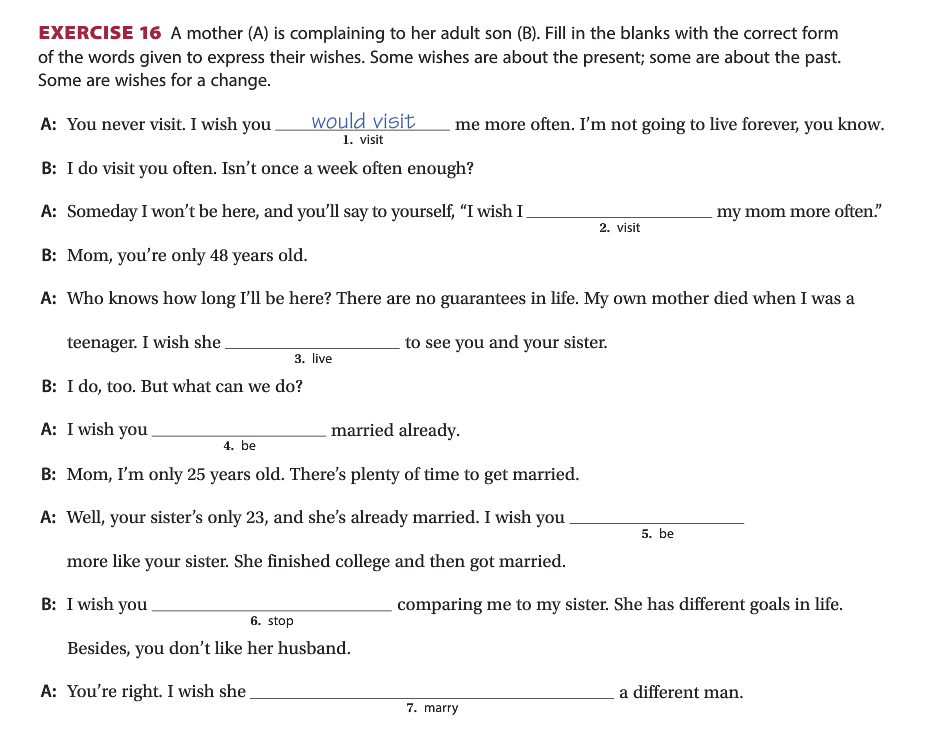 EXERCISE 16 A mother (A) is complaining to her adult son (B). Fill in the blanks with the correct form
of the words given to express their wishes. Some wishes are about the present; some are about the past.
Some are wishes for a change.
A: You never visit. I wish you would visit me more often. I'm not going to live forever, you know.
1. visit
B: I do visit you often. Isn't once a week often enough?
A: Someday I won't be here, and you'll say to yourself, "I wish I ____________ my mom more often."
2. visit
B: Mom, you're only 48 years old.
A: Who knows how long I'll be here? There are no guarantees in life. My own mother died when I was a
teenager. I wish she ____________ to see you and your sister.
3. live
B: I do, too. But what can we do?
A: I wish you ____________ married already.
4. be
B: Mom, I'm only 25 years old. There's plenty of time to get married.
A: Well, your sister's only 23, and she's already married. I wish you ____________
5. be
more like your sister. She finished college and then got married.
B: I wish you ____________ comparing me to my sister. She has different goals in life.
6. stop
Besides, you don't like her husband.
A: You're right. I wish she ____________ a different man.
7. marry